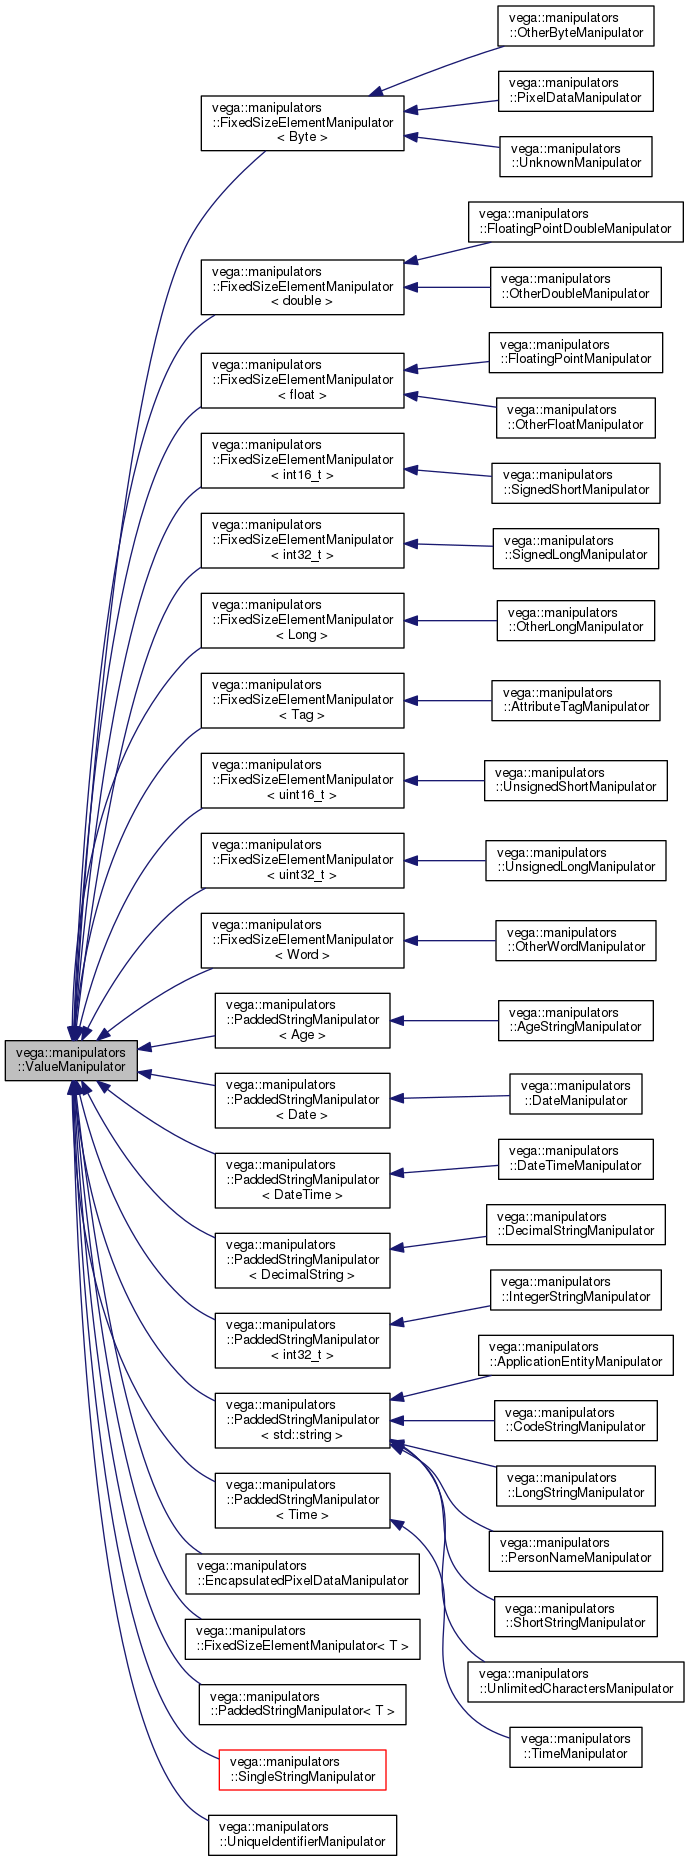 vega::manipulators
::OtherByteManipulator
vega::manipulators
::PixelDataManipulator
vega::manipulators
::FixedSizeElementManipulator
< Byte >
vega::manipulators
::UnknownManipulator
vega::manipulators
::FloatingPointDoubleManipulator
vega::manipulators
::FixedSizeElementManipulator
< double >
vega::manipulators
::OtherDoubleManipulator
vega::manipulators
::FloatingPointManipulator
vega::manipulators
::FixedSizeElementManipulator
< float >
vega::manipulators
::OtherFloatManipulator
vega::manipulators
::FixedSizeElementManipulator
< int16_t >
vega::manipulators
::SignedShortManipulator
vega::manipulators
::FixedSizeElementManipulator
< int32_t >
vega::manipulators
::SignedLongManipulator
vega::manipulators
::FixedSizeElementManipulator
< Long >
vega::manipulators
::OtherLongManipulator
vega::manipulators
::FixedSizeElementManipulator
< Tag >
vega::manipulators
::AttributeTagManipulator
vega::manipulators
::FixedSizeElementManipulator
< uint16_t >
vega::manipulators
::UnsignedShortManipulator
vega::manipulators
::FixedSizeElementManipulator
< uint32_t >
vega::manipulators
::UnsignedLongManipulator
vega::manipulators
::FixedSizeElementManipulator
< Word >
vega::manipulators
::OtherWordManipulator
vega::manipulators
::PaddedStringManipulator
< Age >
vega::manipulators
::AgeStringManipulator
vega::manipulators
::ValueManipulator
vega::manipulators
::PaddedStringManipulator
< Date >
vega::manipulators
::DateManipulator
vega::manipulators
::PaddedStringManipulator
< DateTime >
vega::manipulators
::DateTimeManipulator
vega::manipulators
::PaddedStringManipulator
< DecimalString >
vega::manipulators
::DecimalStringManipulator
vega::manipulators
::PaddedStringManipulator
< int32_t >
vega::manipulators
::IntegerStringManipulator
vega::manipulators
::ApplicationEntityManipulator
vega::manipulators
::PaddedStringManipulator
< std::string >
vega::manipulators
::CodeStringManipulator
vega::manipulators
::LongStringManipulator
vega::manipulators
::PaddedStringManipulator
< Time >
vega::manipulators
::PersonNameManipulator
vega::manipulators
::EncapsulatedPixelDataManipulator
vega::manipulators
::ShortStringManipulator
vega::manipulators
::FixedSizeElementManipulator< T >
vega::manipulators
::UnlimitedCharactersManipulator
vega::manipulators
::PaddedStringManipulator< T >
vega::manipulators
::TimeManipulator
vega::manipulators
::SingleStringManipulator
vega::manipulators
::UniqueIdentifierManipulator